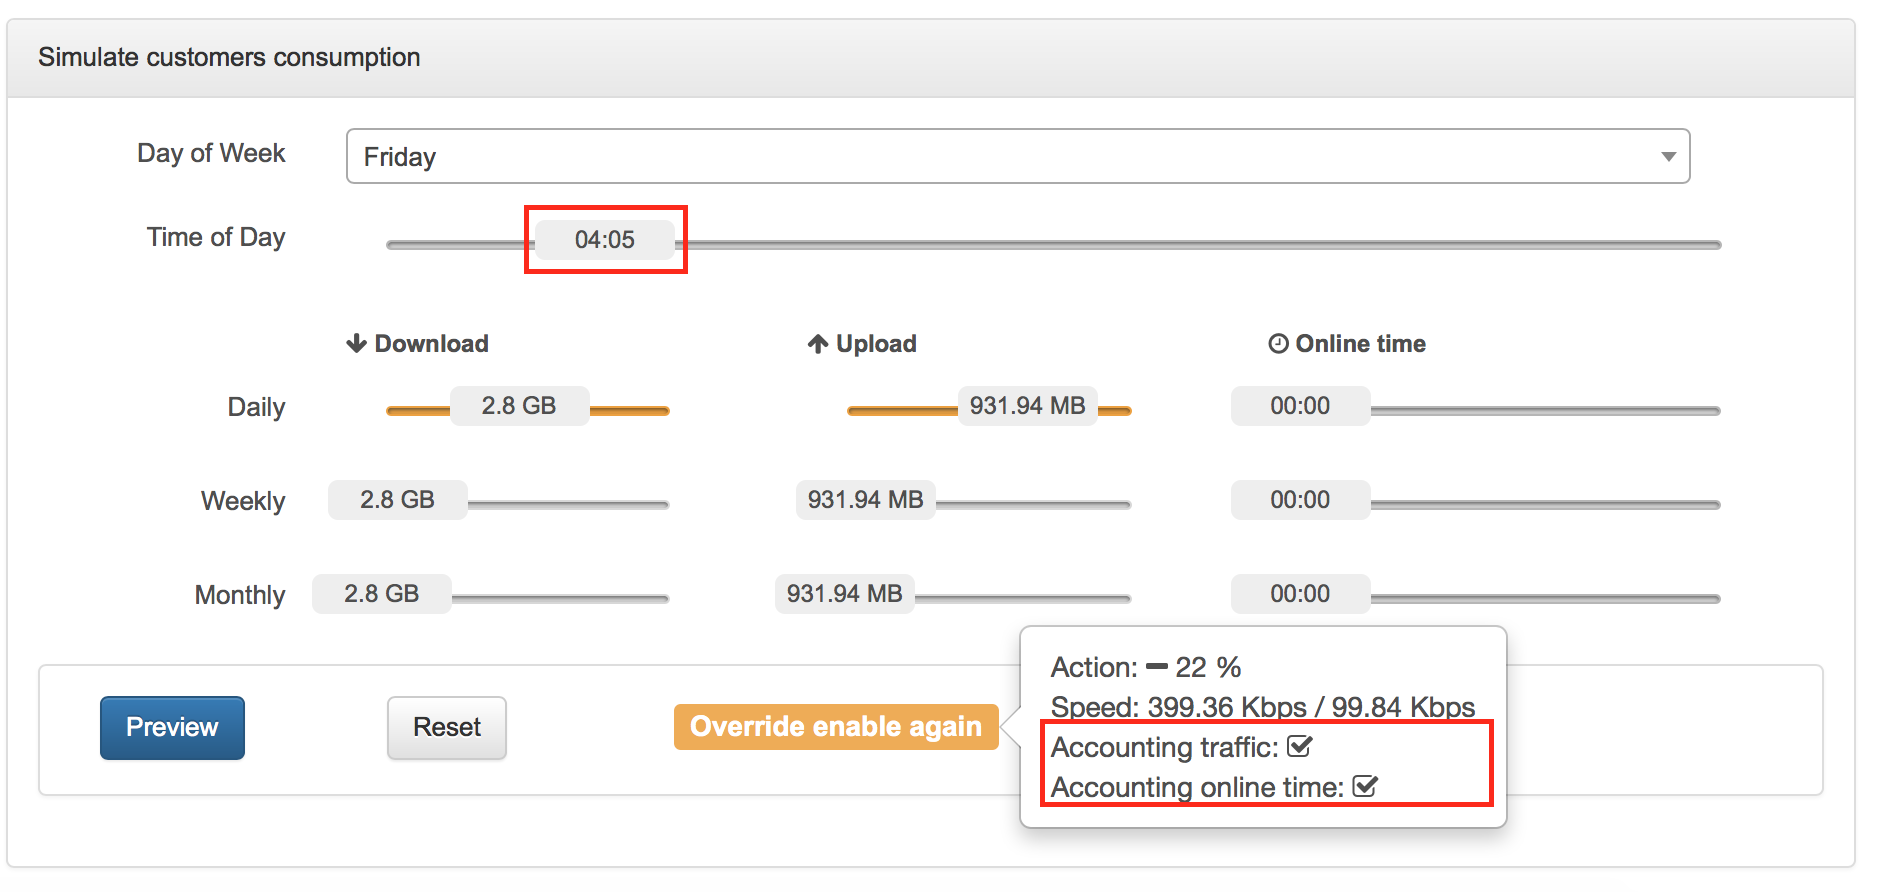 Simulate customers consumption
Day of Week
Friday
Time of Day
04:05
Download Upload Online time
Daily 2.8 GB 931.94 MB 00:00
Weekly 2.8 GB 931.94 MB 00:00
Monthly 2.8 GB 931.94 MB 00:00
Preview Reset Override enable again
Action: 22 %
Speed: 399.36 Kbps / 99.84 Kbps
Accounting traffic:
Accounting online time: